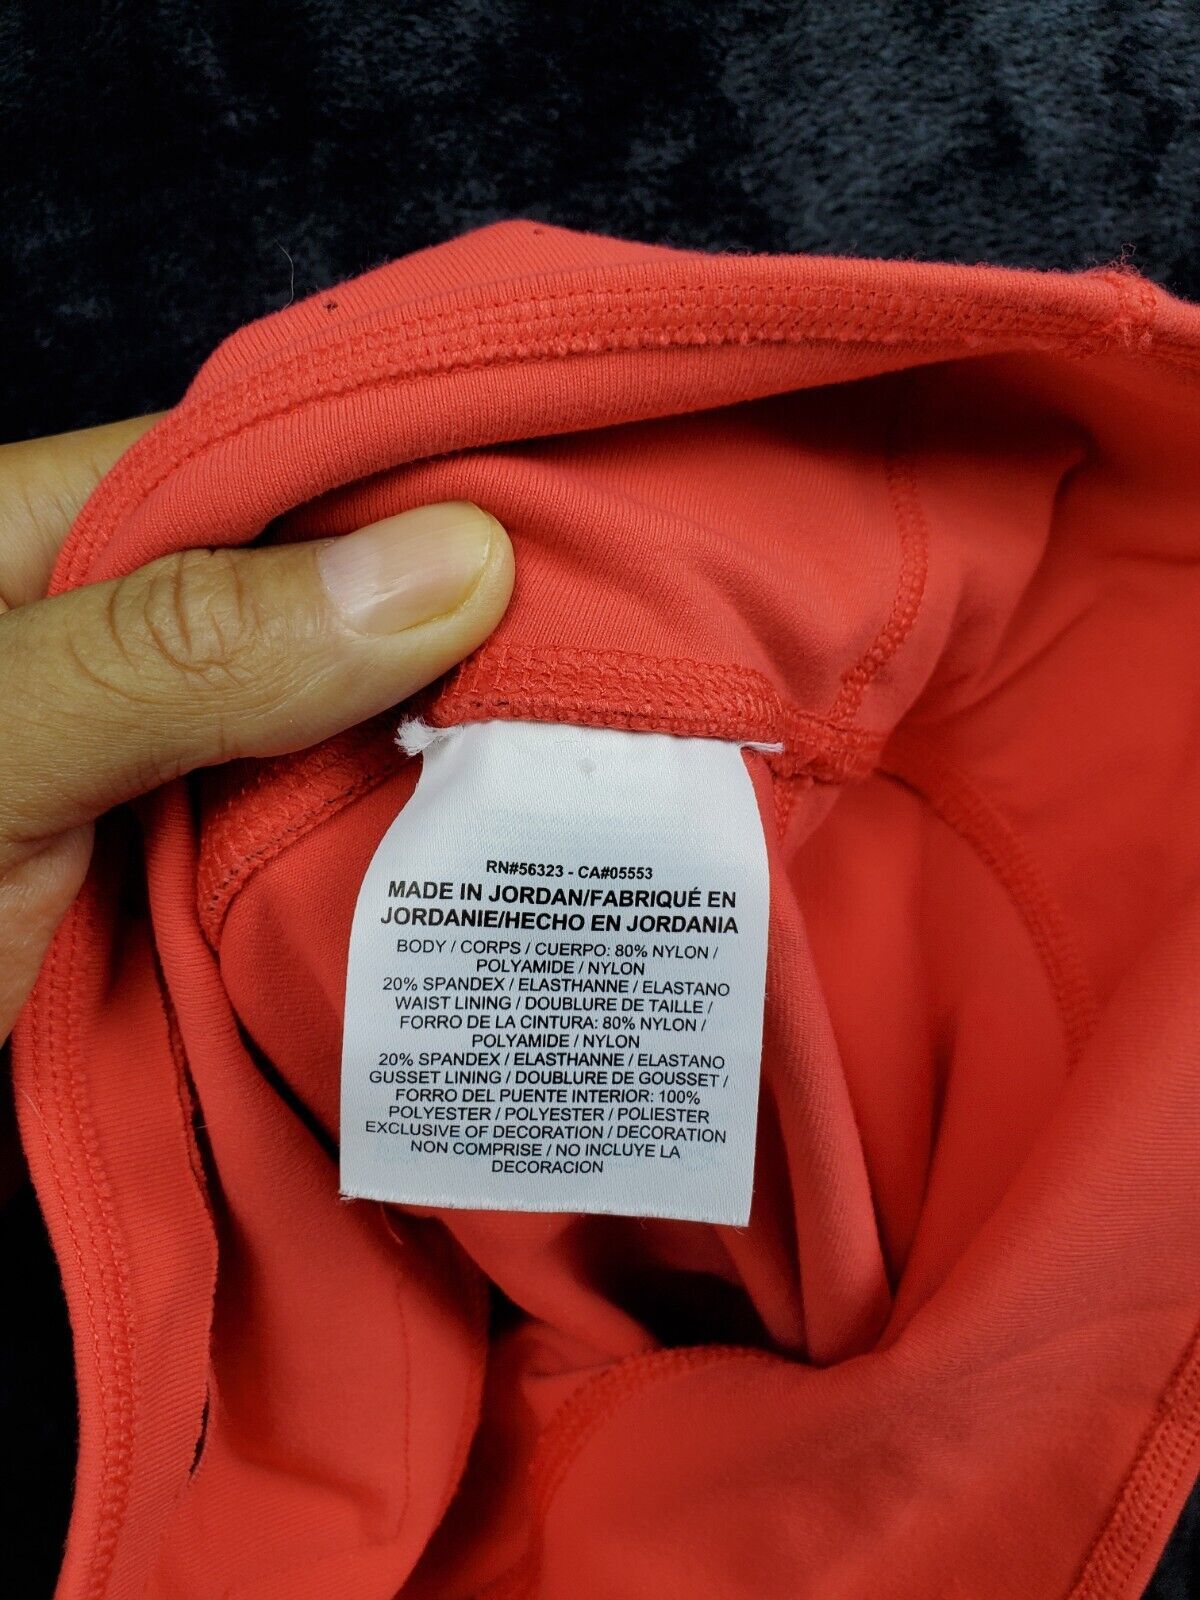 RN#56323 - CA#05553
MADE IN JORDAN/FABRIQUÉ EN
JORDANIE/HECHO EN JORDANIA
BODY / CORPS / CUERPO: 80% NYLON /
POLYAMIDE / NYLON
20% SPANDEX / ELASTHANNE / ELASTANO
WAIST LINING / DOUBLURE DE TAILLE /
FORRO DE LA CINTURA: 80% NYLON /
POLYAMIDE / NYLON
20% SPANDEX / ELASTHANNE / ELASTANO
GUSSET LINING / DOUBLURE DE GOUSSET /
FORRO DEL PUENTE INTERIOR: 100%
POLYESTER / POLYESTER / POLIESTER
EXCLUSIVE OF DECORATION / DECORATION
NON COMPRISE / NO INCLUYE LA
DECORACION